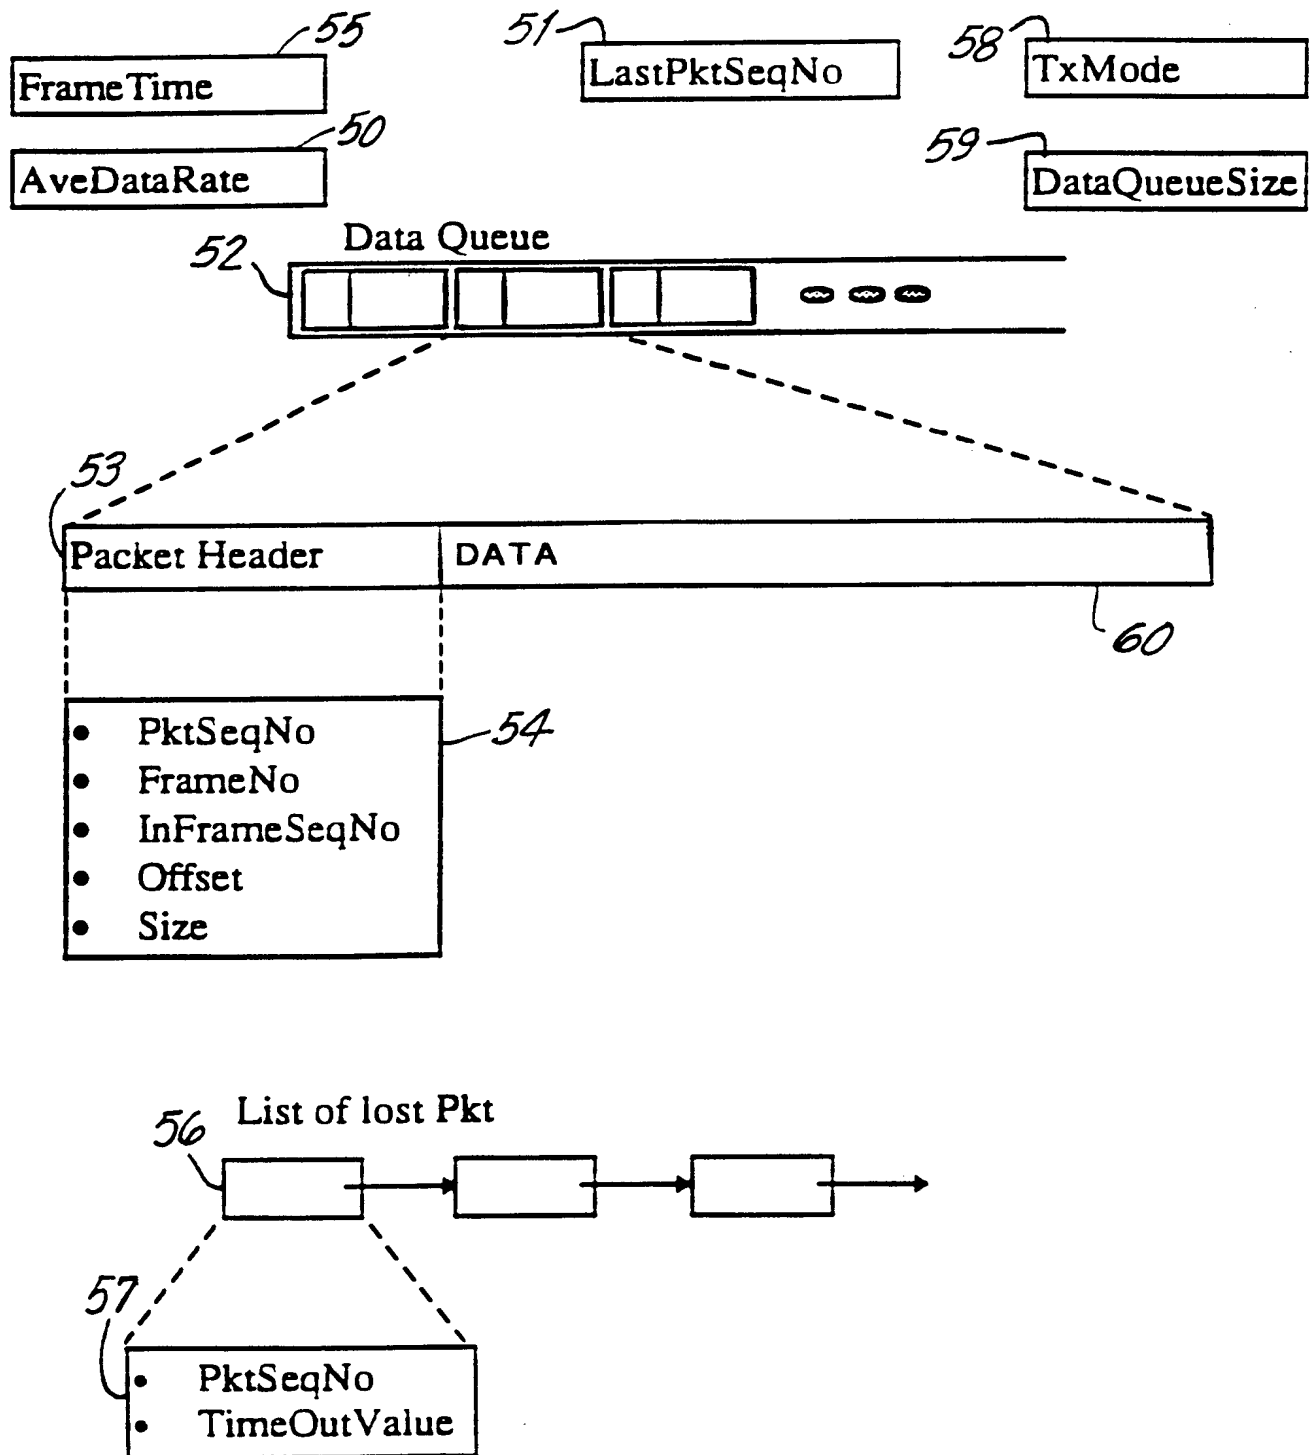 55
51
58
FrameTime
LastPktSeqNo
TxMode
50
59
AveDataRate
DataQueueSize
Data Queue
52
53
Packet Header
DATA
60
• PktSeqNo
54
• FrameNo
• InFrameSeqNo
• Offset
• Size
List of lost Pkt
56
57
• PktSeqNo
• TimeOutValue